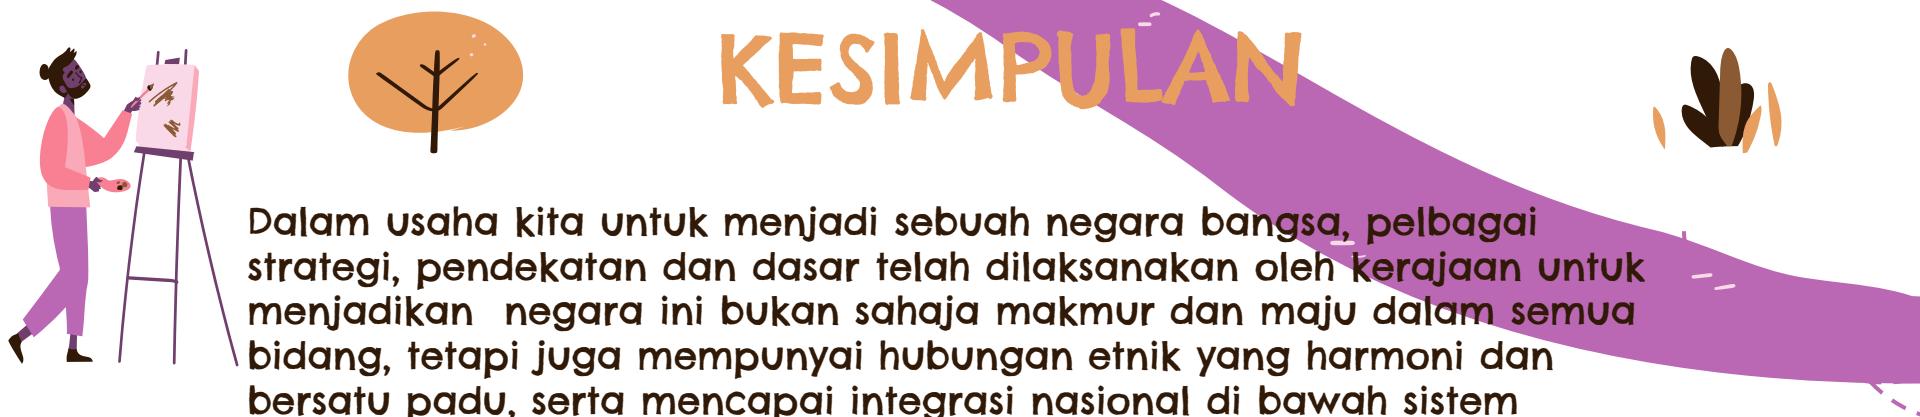 KESIMPULAN
Dalam usaha kita untuk menjadi sebuah negara bangsa, pelbagai
strategi, pendekatan dan dasar telah dilaksanakan oleh kerajaan untuk
menjadikan  negara ini bukan sahaja makmur dan maju dalam semua
bidang, tetapi juga mempunyai hubungan etnik yang harmoni dan
bersatu padu, serta mencapai integrasi nasional di bawah sistem